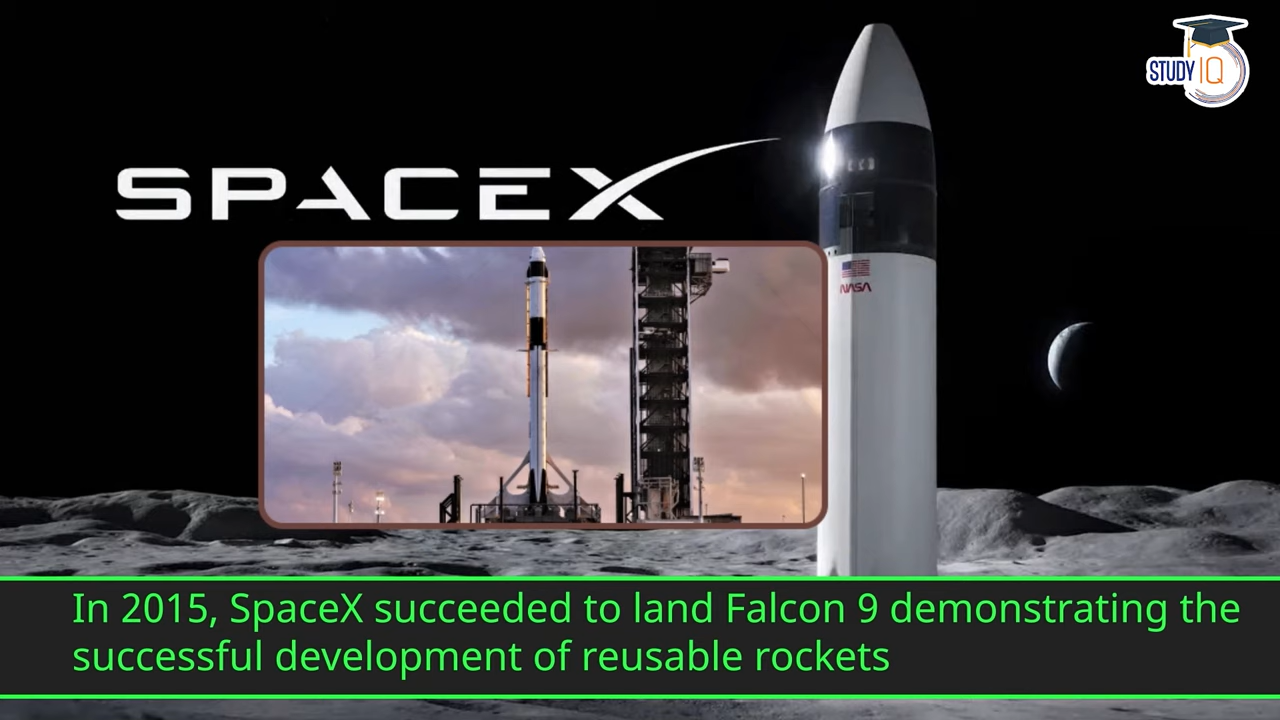 STUDY IQ
SPACEX
NASA
In 2015, SpaceX succeeded to land Falcon 9 demonstrating the
successful development of reusable rockets